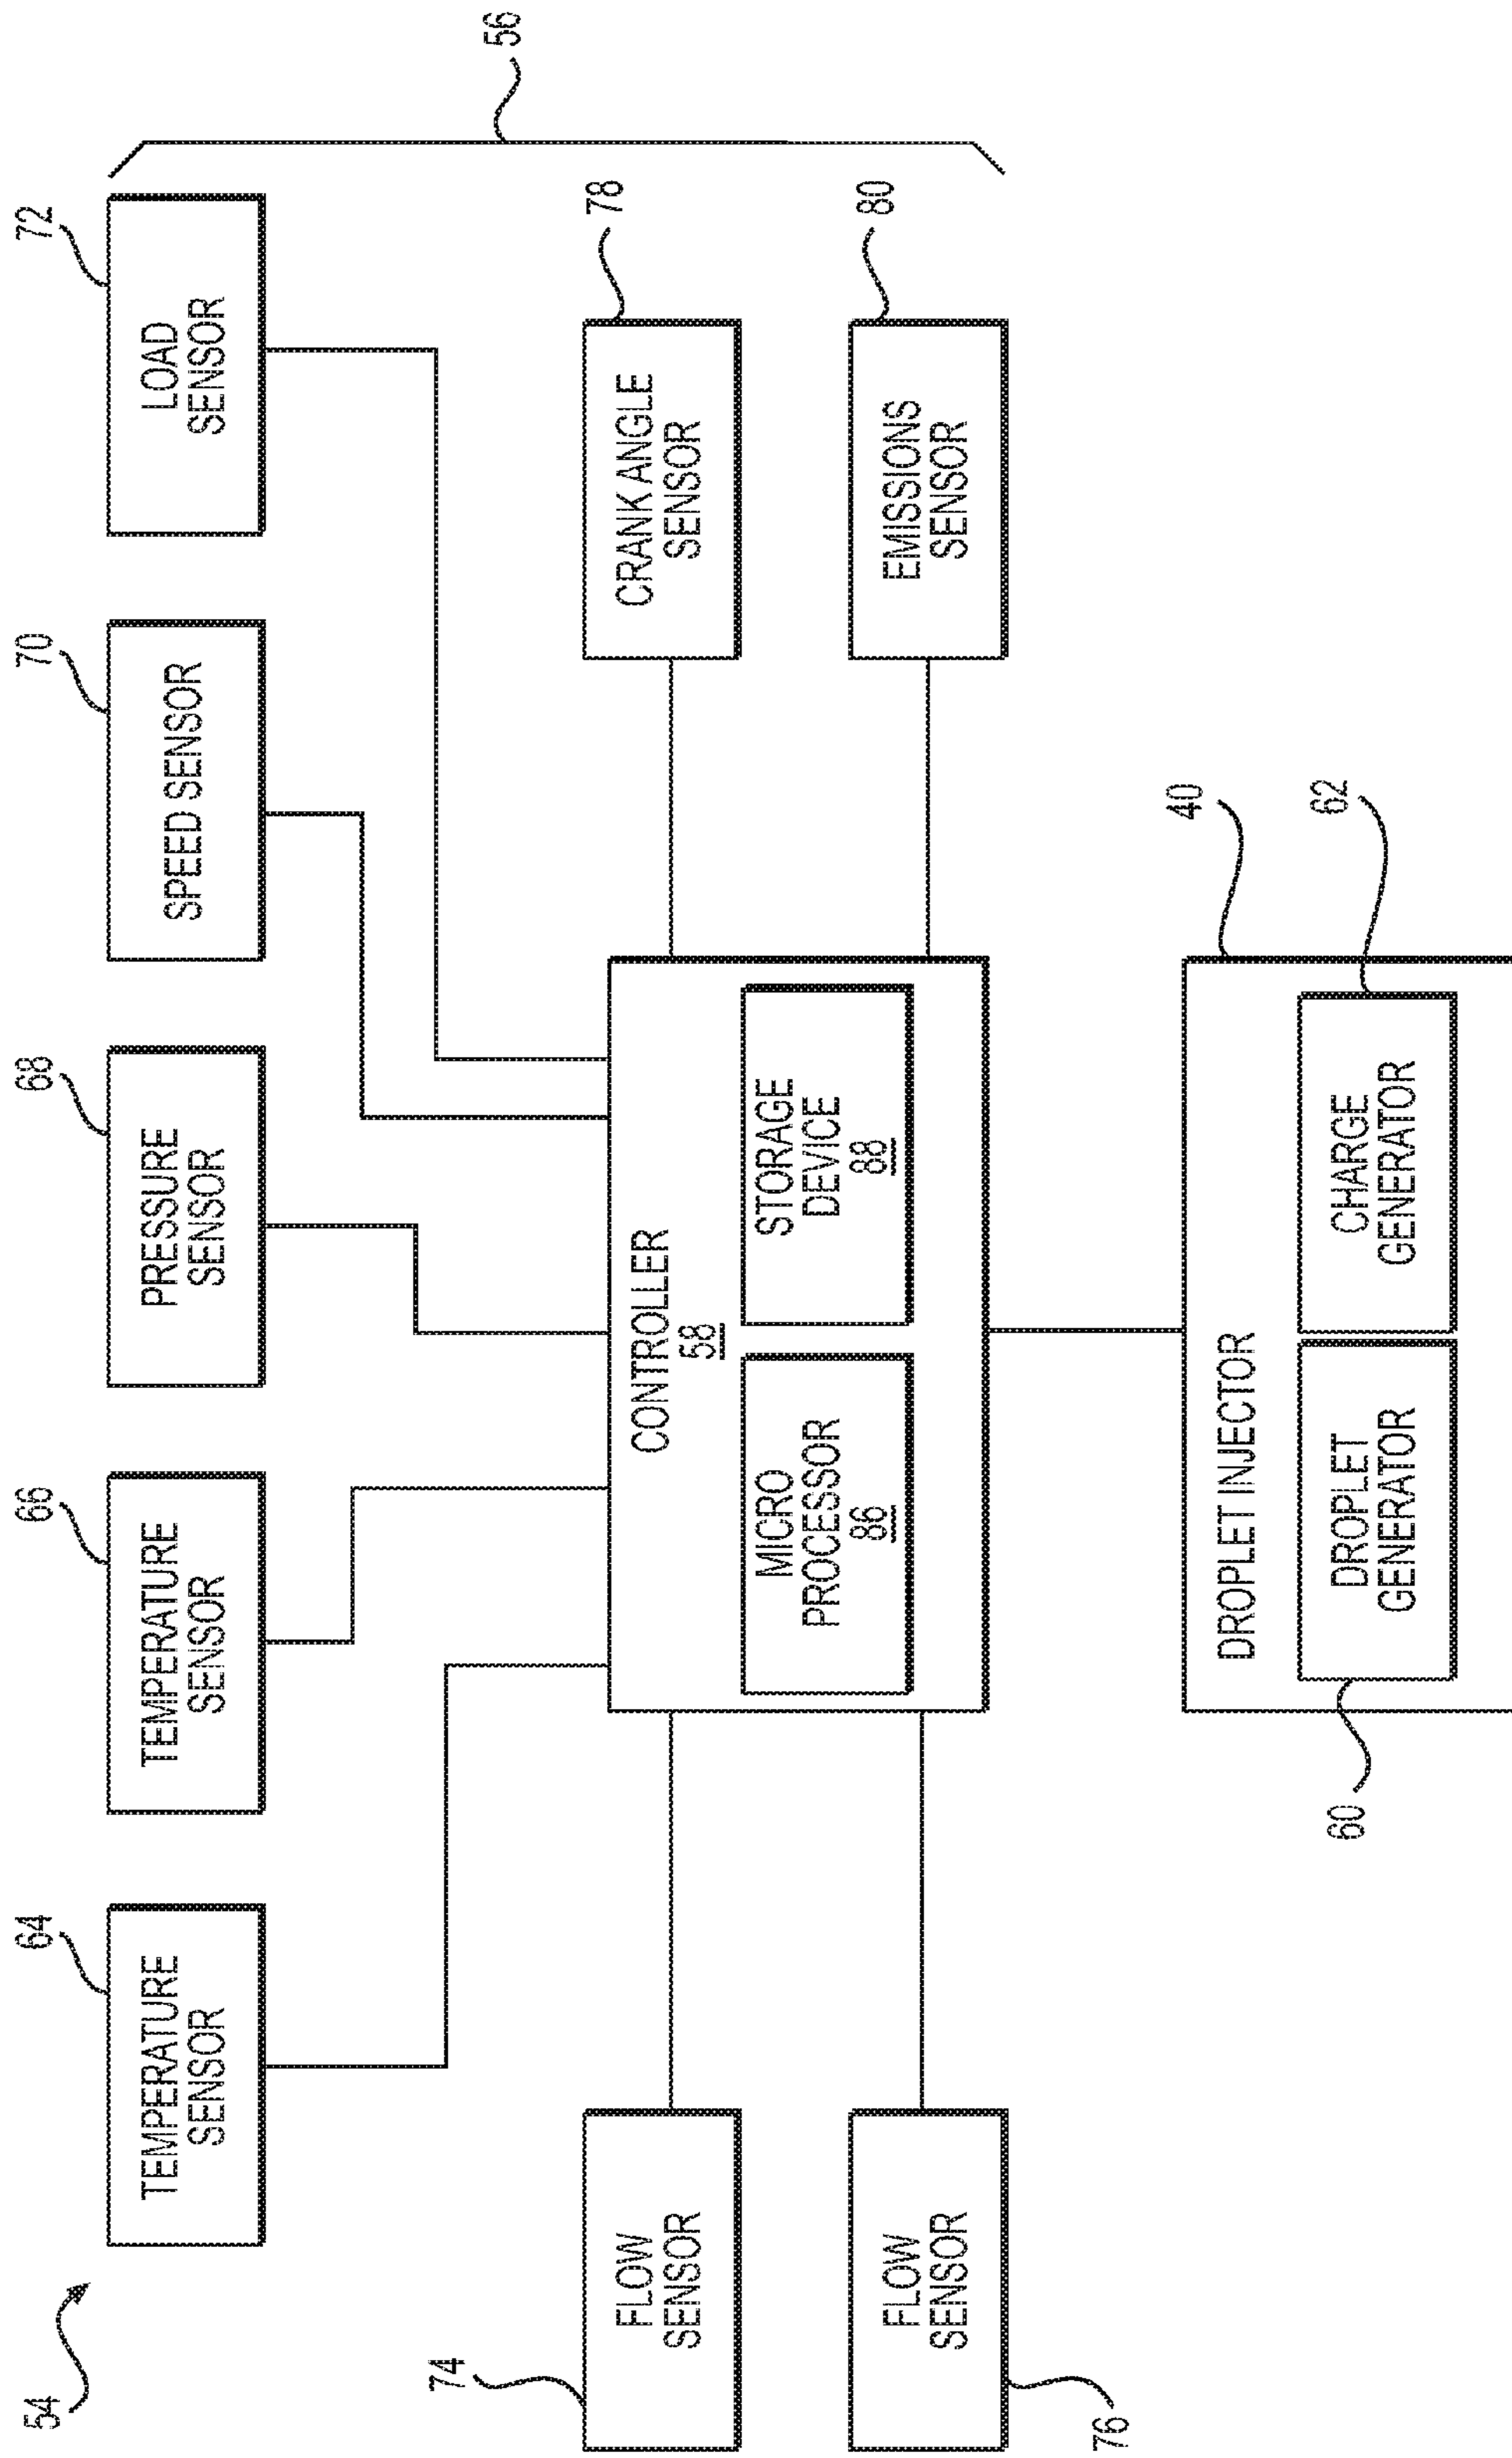 54
64
66
68
70
72
TEMPERATURE
SENSOR
TEMPERATURE
SENSOR
PRESSURE
SENSOR
SPEED SENSOR
LOAD
SENSOR
56
74
FLOW
SENSOR
CONTROLLER
58
78
CRANK ANGLE
SENSOR
MICRO
PROCESSOR
86
STORAGE
DEVICE
88
76
FLOW
SENSOR
80
EMISSIONS
SENSOR
40
DROPLET INJECTOR
60
DROPLET
GENERATOR
62
CHARGE
GENERATOR